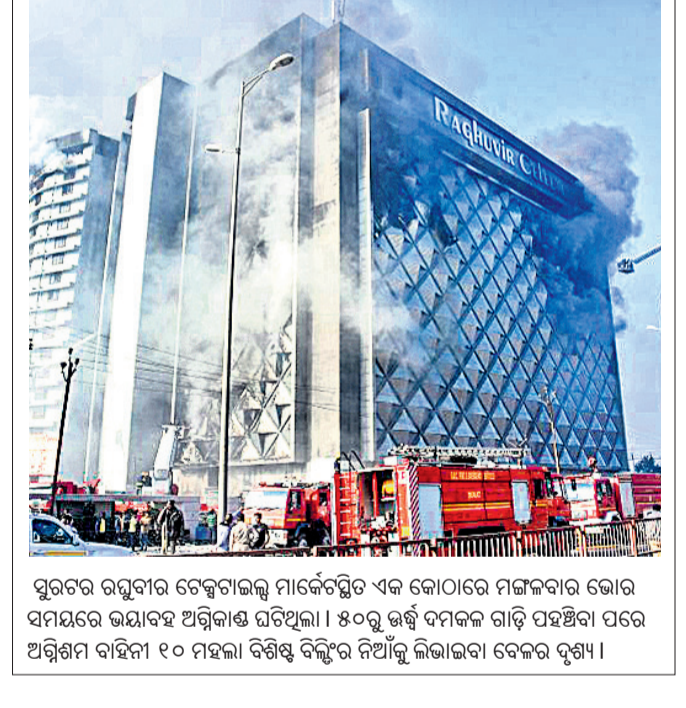 RAGHUVIR
ସୁରଟର ରଘୁବୀର ଟେକ୍ସଟାଇଲ୍ସ ମାର୍କେଟସ୍ଥିତ ଏକ କୋଠାରେ ମଙ୍ଗଳବାର ଭୋର
ସମୟରେ ଭୟାବହ ଅଗ୍ନିକାଣ୍ଡ ଘଟିଥିଲା। ୫୦ରୁ ଊର୍ଦ୍ଧ୍ୱ ଦମକଳ ଗାଡ଼ି ପହଞ୍ଚିବା ପରେ
ଅଗ୍ନିଶମ ବାହିନୀ ୧୦ ମହଲା ବିଶିଷ୍ଟ ବିଲ୍ଡିଂର ନିଆଁକୁ ଲିଭାଇବା ବେଳର ଦୃଶ୍ୟ।